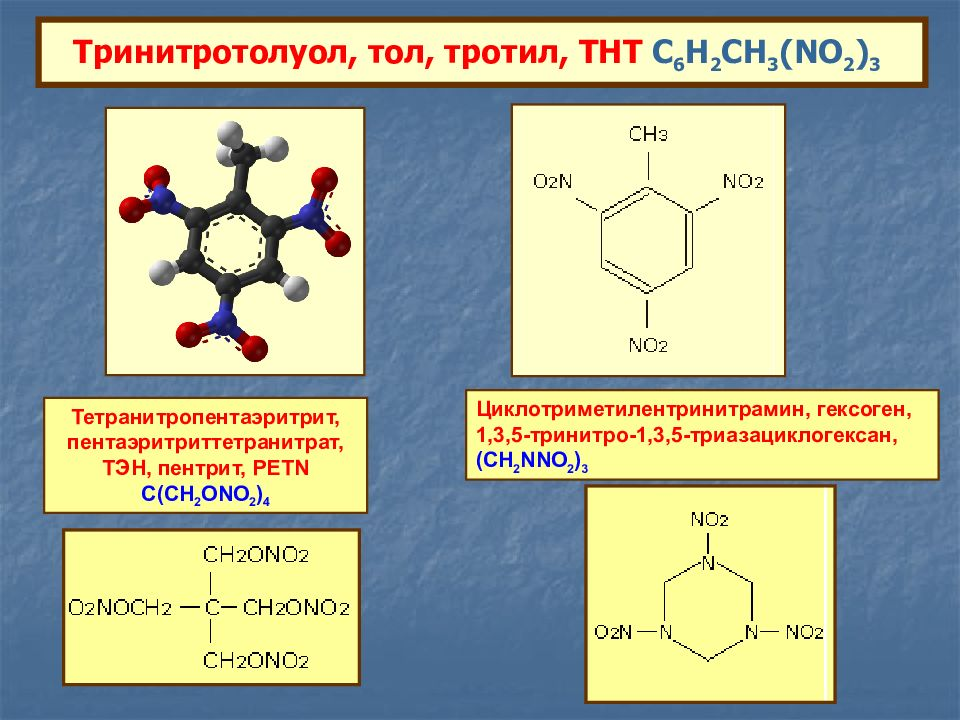 Тринитротолуол, тол, тротил, ТНТ C₆H₂CH₃(NO₂)₃
CH₃
O₂N
NO₂
NO₂
Тетранитропентаэритрит,
пентаэритриттетранитрат,
ТЭН, пентрит, PETN
C(CH₂ONO₂)₄
Циклотриметилентринитрамин, гексоген,
1,3,5-тринитро-1,3,5-триазациклогексан,
(CH₂NNO₂)₃
CH₂ONO₂
O₂NOCH₂ — C — CH₂ONO₂
CH₂ONO₂
NO₂
N
O₂N — N N — NO₂